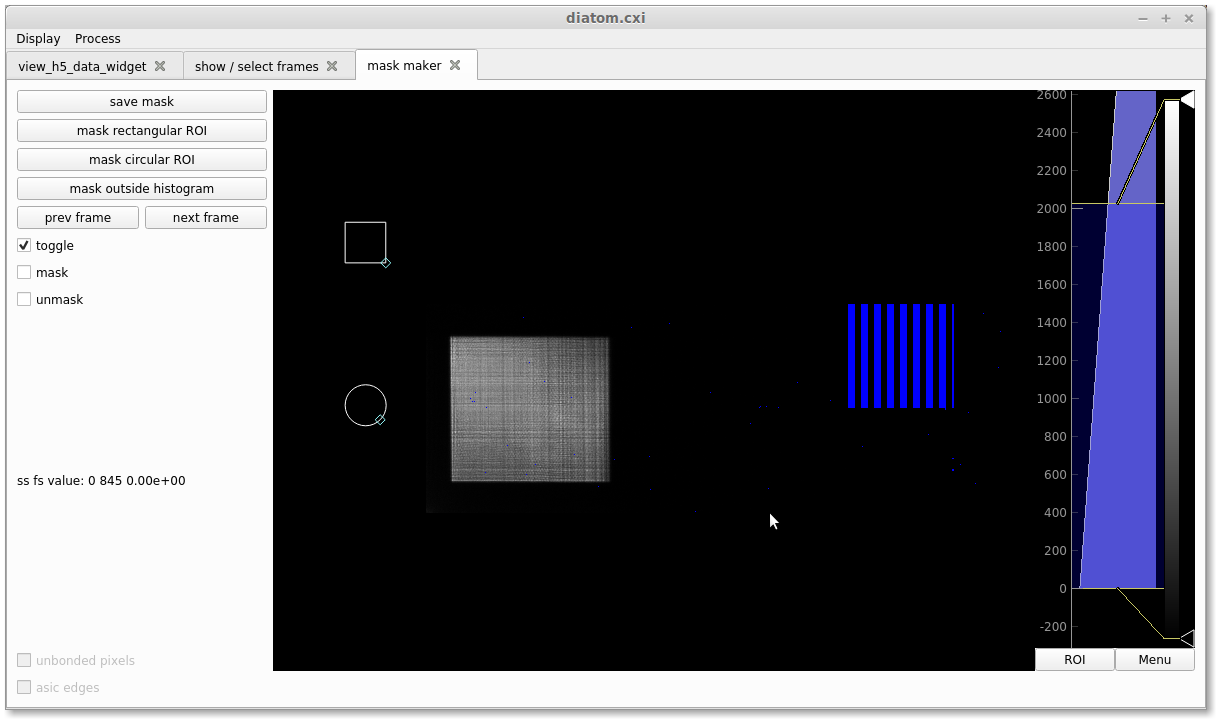 diatom.cxi
Display Process
view_h5_data_widget show / select frames mask maker
save mask
mask rectangular ROI
mask circular ROI
mask outside histogram
prev frame next frame
toggle
mask
unmask
ss fs value: 0 845 0.00e+00
unbonded pixels
asic edges
2600
2400
2200
2000
1800
1600
1400
1200
1000
800
600
400
200
0
-200
ROI Menu